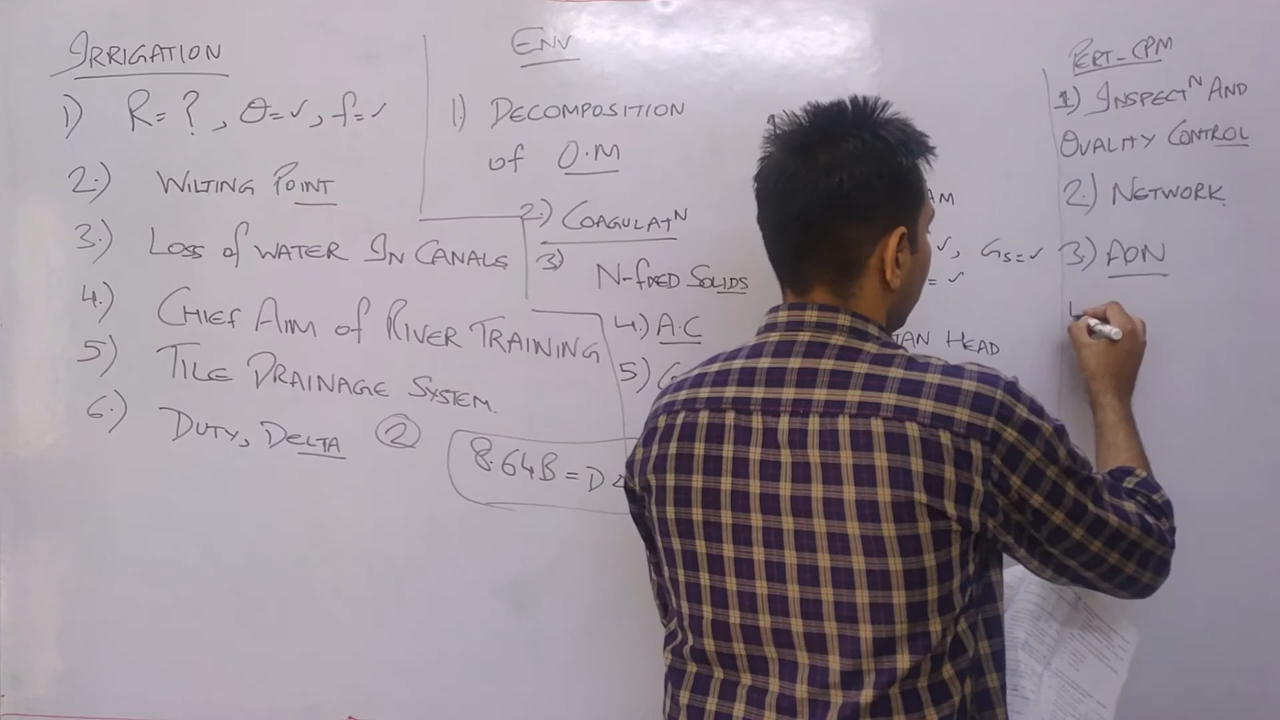 IRRIGATION
1) R = ?, θ = ✓, f = ✓
2.) WILTING POINT
3.) LOSS of WATER IN CANALS
4.) CHIEF AIM of RIVER TRAINING
5) TILE DRAINAGE SYSTEM.
6.) DUTY, DELTA ②
8.64B = D
ENV
1.) DECOMPOSITION
of O.M
2.) COAGULATᴺ
3) N-fIXED SOLIDS
4.) A.C
5)
AM
✓, Gs = ✓
= ✓
HEAD
PERT-CPM
1) INSPECTᴺ AND
QUALITY CONTROL
2.) NETWORK
3) AON